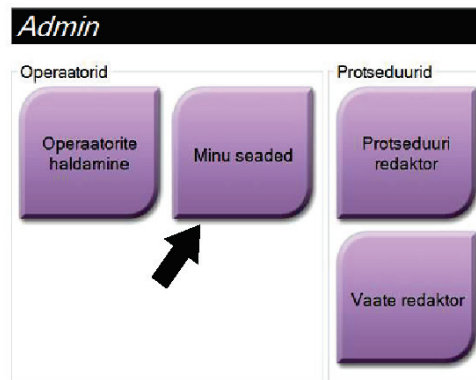 Admin
Operaatorid
Operaatorite
haldamine
Minu seaded
Protseduurid
Protseduuri
redaktor
Vaate redaktor